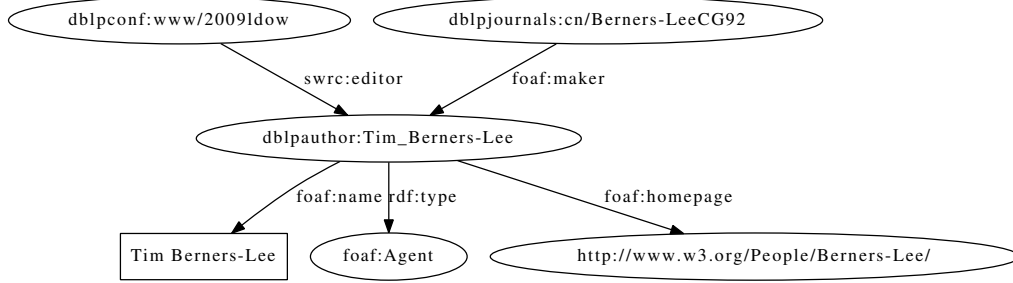 dblpconf:www/2009ldow
dblpjournals:cn/Berners-LeeCG92
swrc:editor
foaf:maker
dblpauthor:Tim_Berners-Lee
foaf:name
rdf:type
foaf:homepage
Tim Berners-Lee
foaf:Agent
http://www.w3.org/People/Berners-Lee/